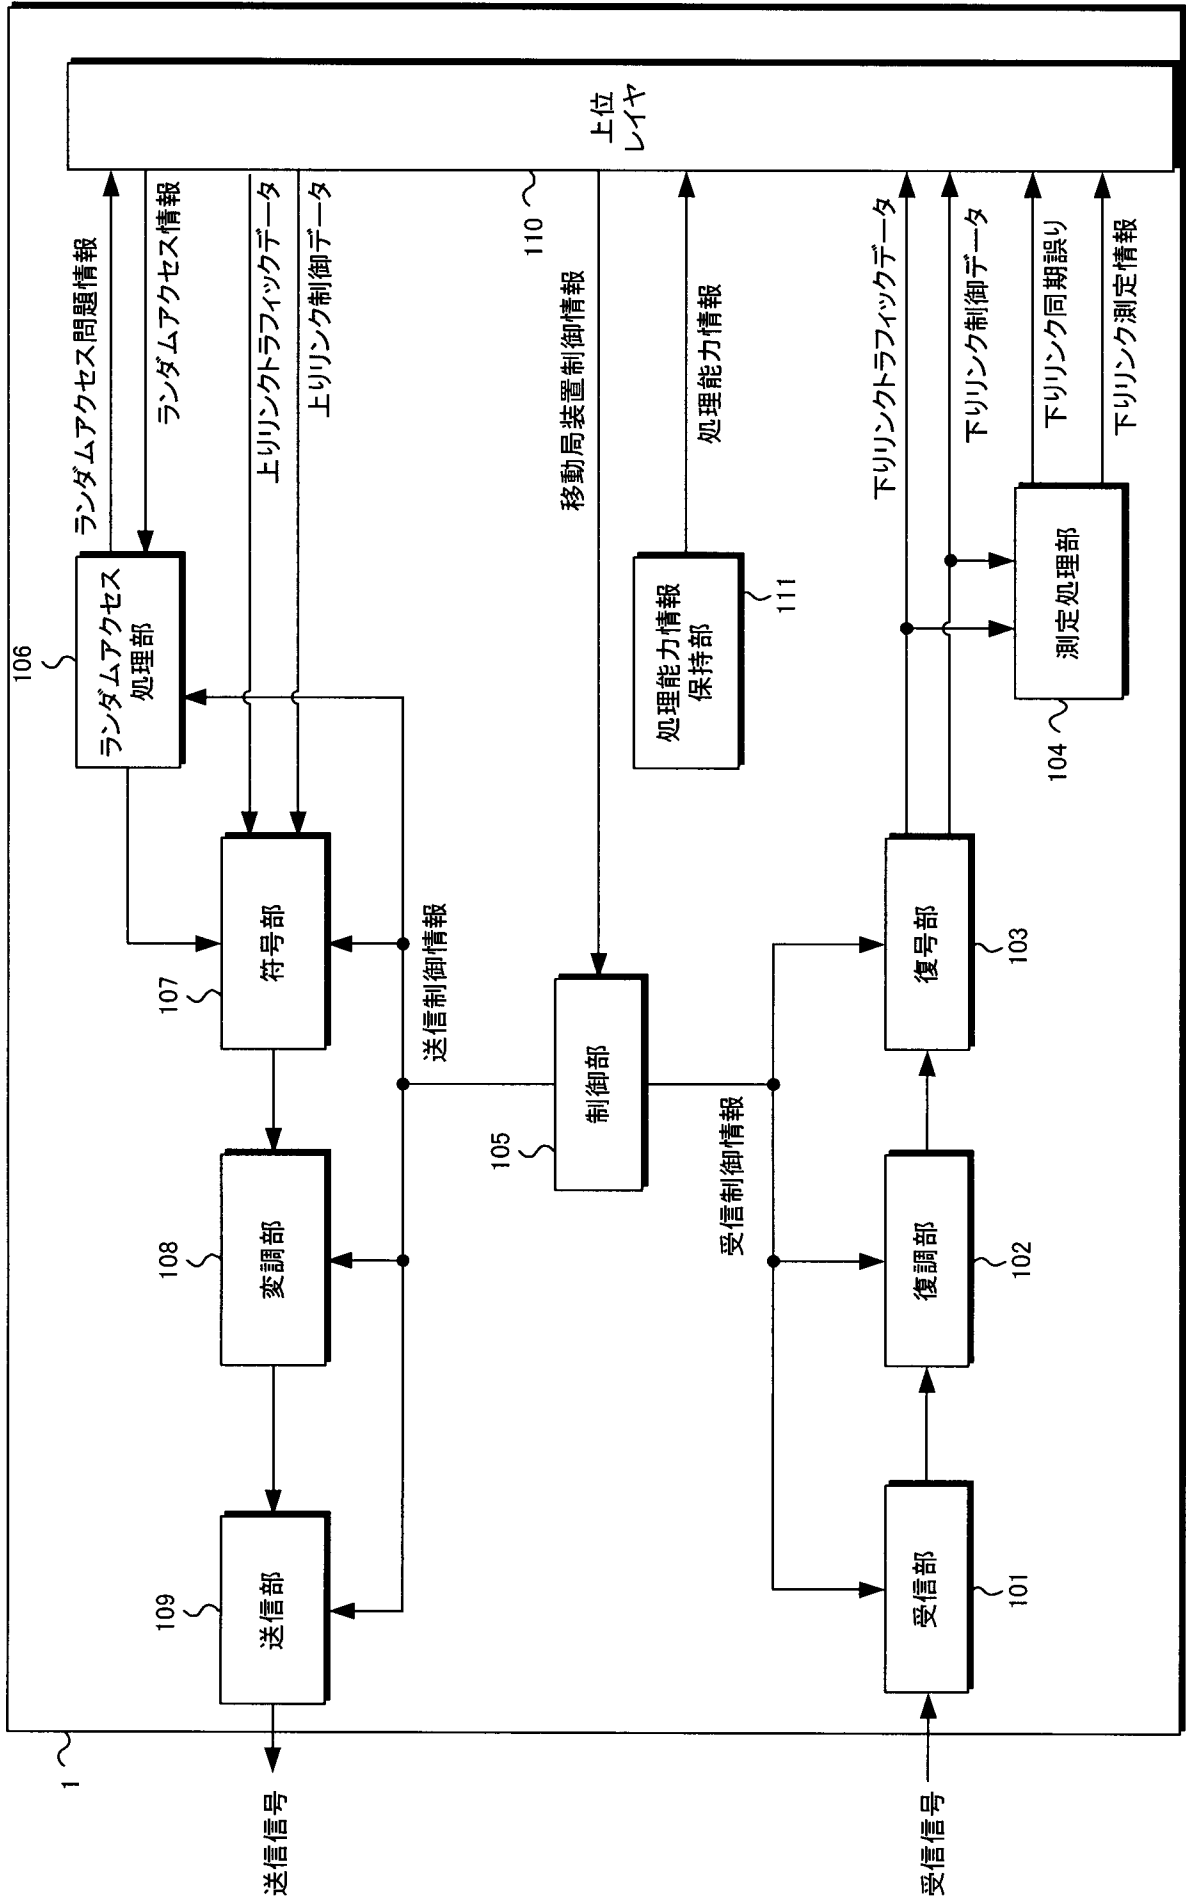 1
106
ランダムアクセス
処理部
ランダムアクセス問題情報
ランダムアクセス情報
送信信号
109
送信部
108
変調部
107
符号部
上りリンクトラフィックデータ
上りリンク制御データ
送信制御情報
105
制御部
移動局装置制御情報
110
上位
レイヤ
処理能力情報
保持部
111
処理能力情報
受信制御情報
受信信号
受信部
101
復調部
102
復号部
103
下りリンクトラフィックデータ
下りリンク制御データ
測定処理部
104
下りリンク同期誤り
下りリンク測定情報